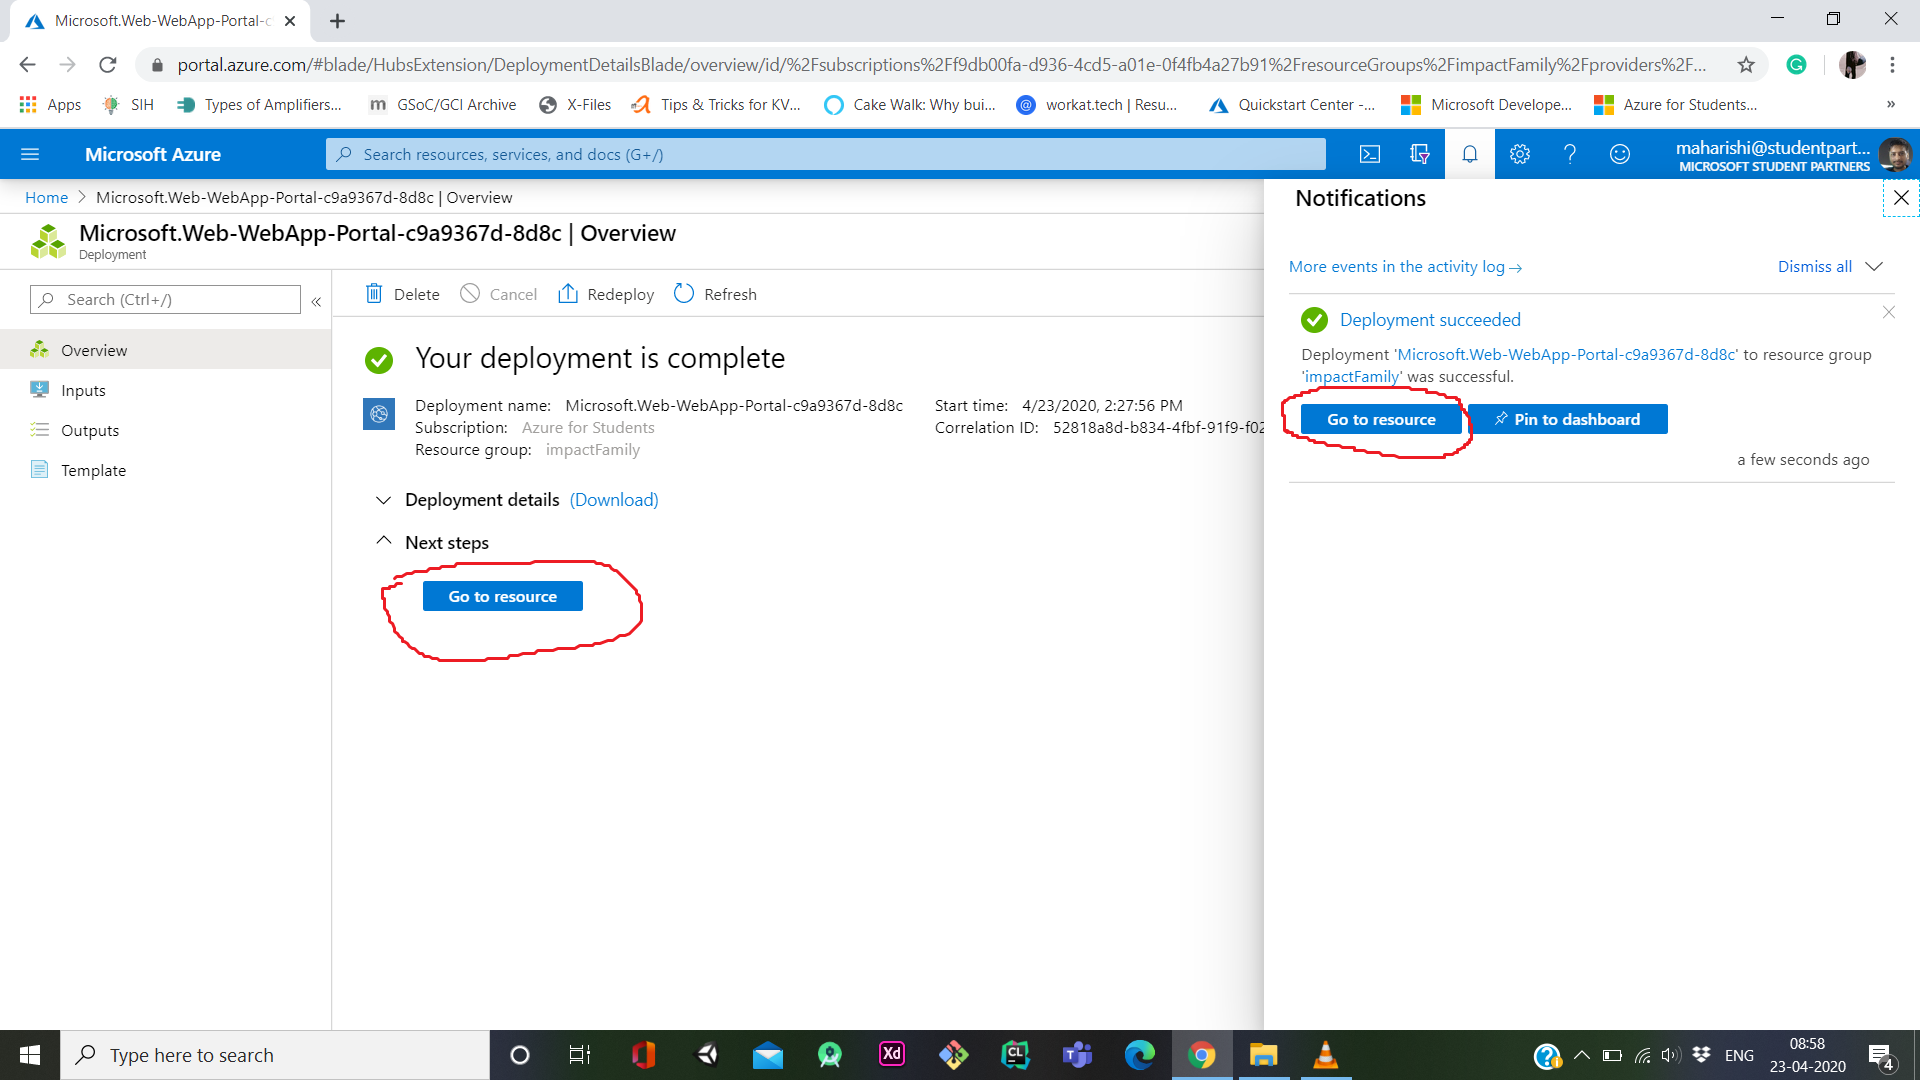 Microsoft.Web-WebApp-Portal-c
portal.azure.com/#blade/HubsExtension/DeploymentDetailsBlade/overview/id/%2Fsubscriptions%2Ff9db00fa-d936-4cd5-a01e-0f4fb4a27b91%2FresourceGroups%2FimpactFamily%2Fproviders%2F...
Apps SIH Types of Amplifiers... m GSoC/GCI Archive X-Files Tips & Tricks for KV... Cake Walk: Why bui... @ workat.tech | Resu... Quickstart Center -... Microsoft Develope... Azure for Students... »
Microsoft Azure
Search resources, services, and docs (G+/)
maharishi@studentpart...
MICROSOFT STUDENT PARTNERS
Home > Microsoft.Web-WebApp-Portal-c9a9367d-8d8c | Overview
Microsoft.Web-WebApp-Portal-c9a9367d-8d8c | Overview
Deployment
Search (Ctrl+/) «
Overview
Inputs
Outputs
Template
Delete Cancel Redeploy Refresh
Your deployment is complete
Deployment name: Microsoft.Web-WebApp-Portal-c9a9367d-8d8c
Subscription: Azure for Students
Resource group: impactFamily
Start time: 4/23/2020, 2:27:56 PM
Correlation ID: 52818a8d-b834-4fbf-91f9-f02
Deployment details (Download)
Next steps
Go to resource
Notifications
More events in the activity log →
Dismiss all
Deployment succeeded
Deployment 'Microsoft.Web-WebApp-Portal-c9a9367d-8d8c' to resource group
'impactFamily' was successful.
Go to resource
Pin to dashboard
a few seconds ago
Type here to search
Xd
CL
ENG
08:58
23-04-2020
4